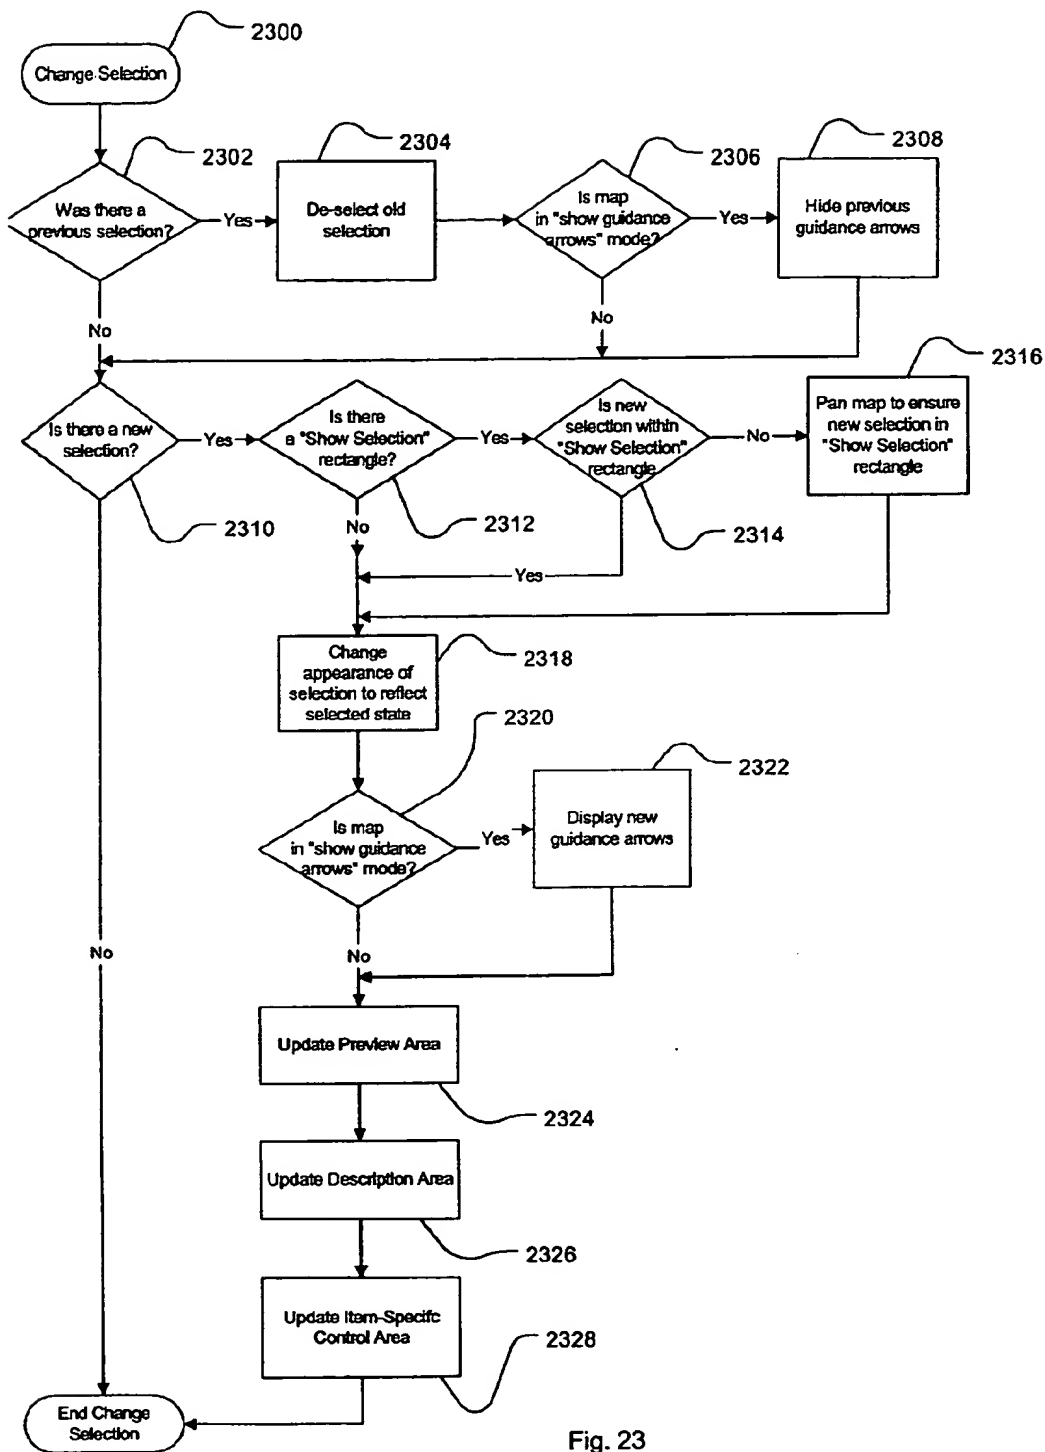 2300
Change Selection
2302
2304
2306
2308
Was there a
previous selection?
Yes
De-select old
selection
Is map
in "show guidance
arrows" mode?
Yes
Hide previous
guidance arrows
No
No
2316
Is there a new
selection?
Yes
Is there
a "Show Selection"
rectangle?
Yes
Is new
selection within
"Show Selection"
rectangle
No
Pan map to ensure
new selection in
"Show Selection"
rectangle
2310
2312
2314
No
Yes
Change
appearance of
selection to reflect
selected state
2318
2320
2322
Is map
in "show guidance
arrows" mode?
Yes
Display new
guidance arrows
No
No
Update Preview Area
2324
Update Description Area
2326
Update Item-Specifc
Control Area
2328
End Change
Selection
Fig. 23